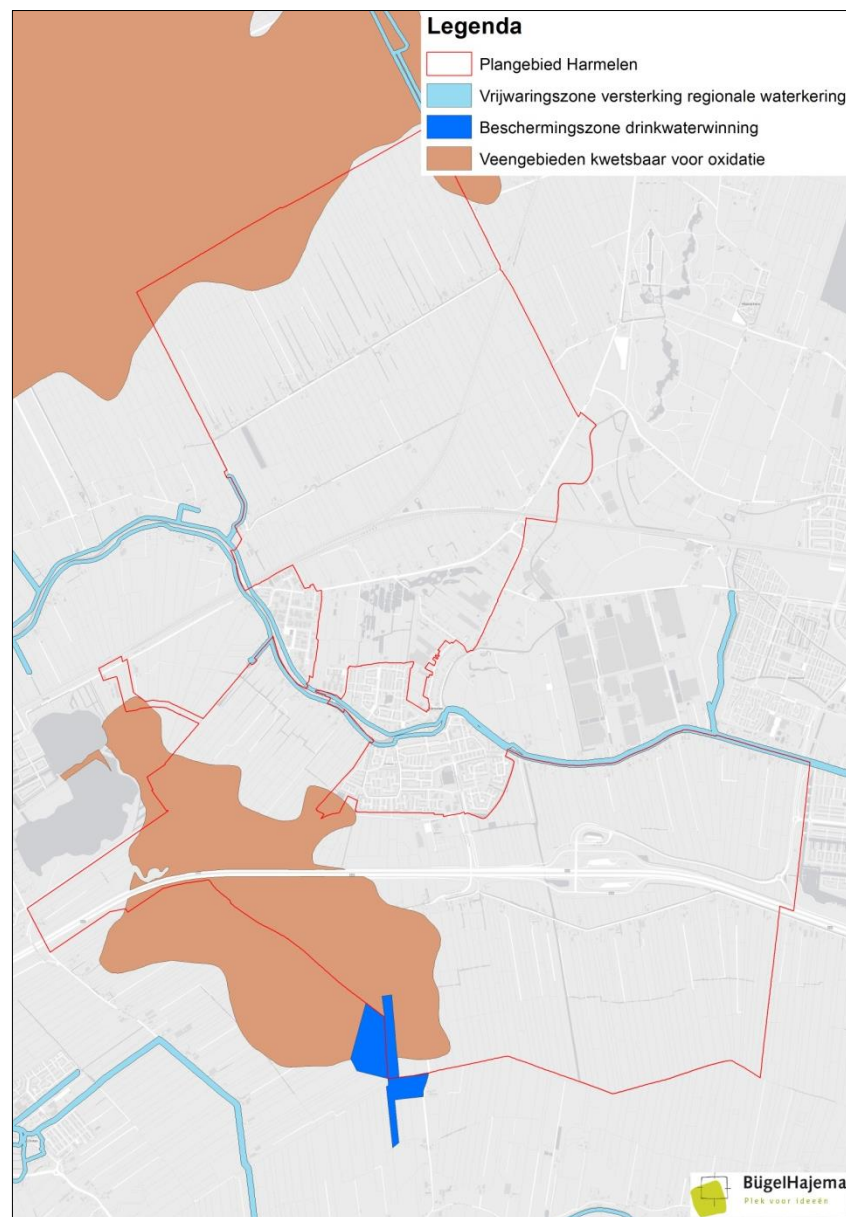 Legenda
Plangebied Harmelen
Vrijwaringszone versterking regionale waterkering
Beschermingszone drinkwaterwinning
Veengebieden kwetsbaar voor oxidatie
BügelHajema
Plek voor ideeën